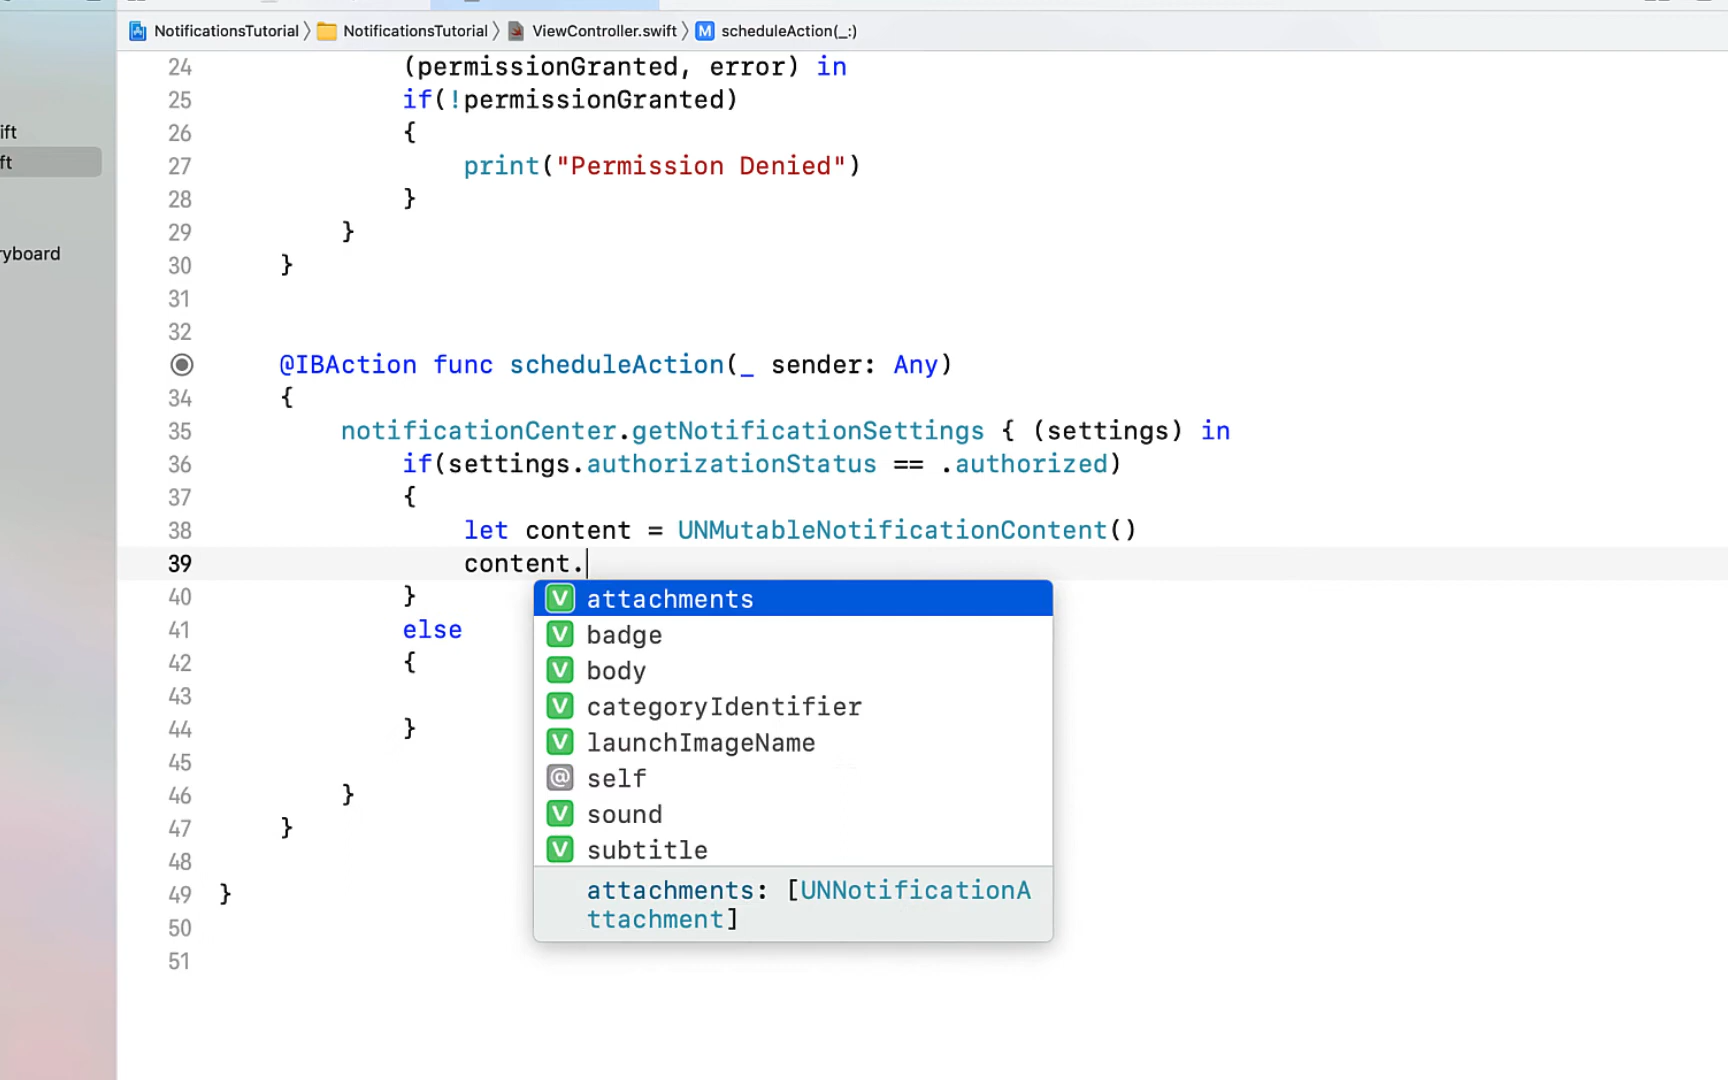 NotificationsTutorial NotificationsTutorial ViewController.swift M scheduleAction(_:)
ift
ft
ryboard
24 (permissionGranted, error) in
25 if(!permissionGranted)
26 {
27 print("Permission Denied")
28 }
29 }
30 }
31
32
@IBAction func scheduleAction(_ sender: Any)
34 {
35 notificationCenter.getNotificationSettings { (settings) in
36 if(settings.authorizationStatus == .authorized)
37 {
38 let content = UNMutableNotificationContent()
39 content.
40 }
41 else
42 {
43
44 }
45
46 }
47 }
48
49 }
50
51
V attachments
V badge
V body
V categoryIdentifier
V launchImageName
@ self
V sound
V subtitle
attachments: [UNNotificationA
ttachment]